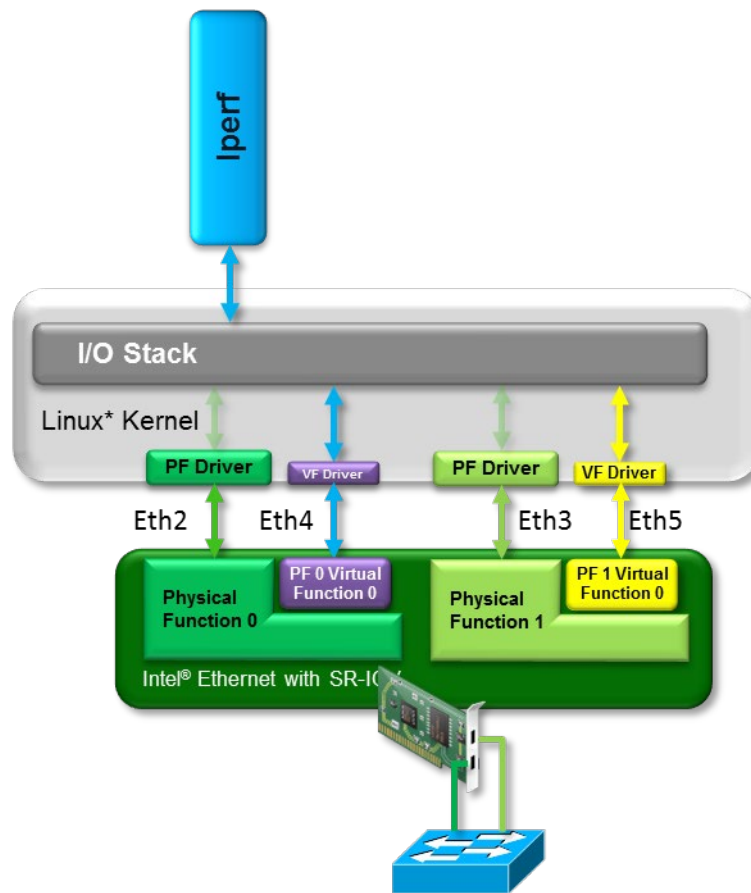 Iperf
I/O Stack
Linux* Kernel
PF Driver
VF Driver
PF Driver
VF Driver
Eth2
Eth4
Eth3
Eth5
Physical
Function 0
PF 0 Virtual
Function 0
Physical
Function 1
PF 1 Virtual
Function 0
Intel® Ethernet with SR-IO